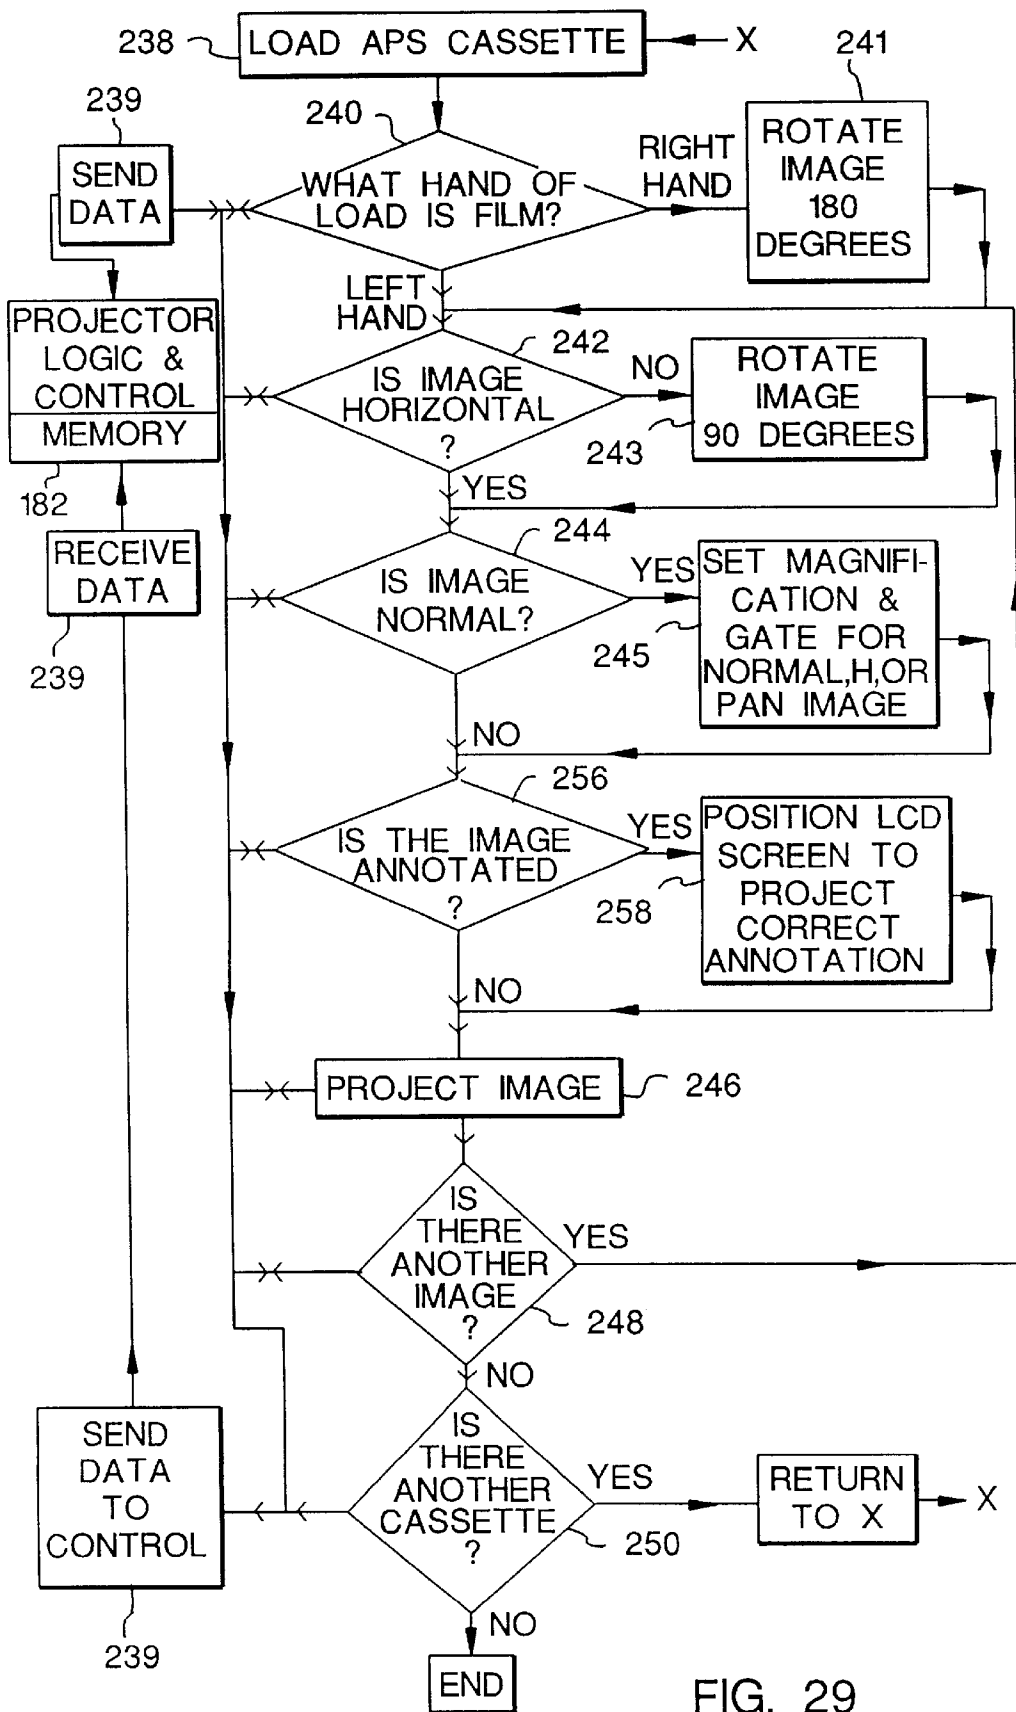 238
LOAD APS CASSETTE
X
241
239
240
SEND
DATA
WHAT HAND OF
LOAD IS FILM?
RIGHT
HAND
ROTATE
IMAGE
180
DEGREES
LEFT
HAND
PROJECTOR
LOGIC &
CONTROL
MEMORY
182
242
IS IMAGE
HORIZONTAL
?
NO
ROTATE
IMAGE
90 DEGREES
243
YES
RECEIVE
DATA
239
244
IS IMAGE
NORMAL?
YES
SET MAGNIFI-
CATION &
GATE FOR
NORMAL,H,OR
PAN IMAGE
245
NO
256
IS THE IMAGE
ANNOTATED
?
YES
POSITION LCD
SCREEN TO
PROJECT
CORRECT
ANNOTATION
258
NO
PROJECT IMAGE
246
IS
THERE
ANOTHER
IMAGE
?
YES
248
NO
SEND
DATA
TO
CONTROL
239
IS
THERE
ANOTHER
CASSETTE
?
YES
250
RETURN
TO X
X
NO
END
FIG. 29